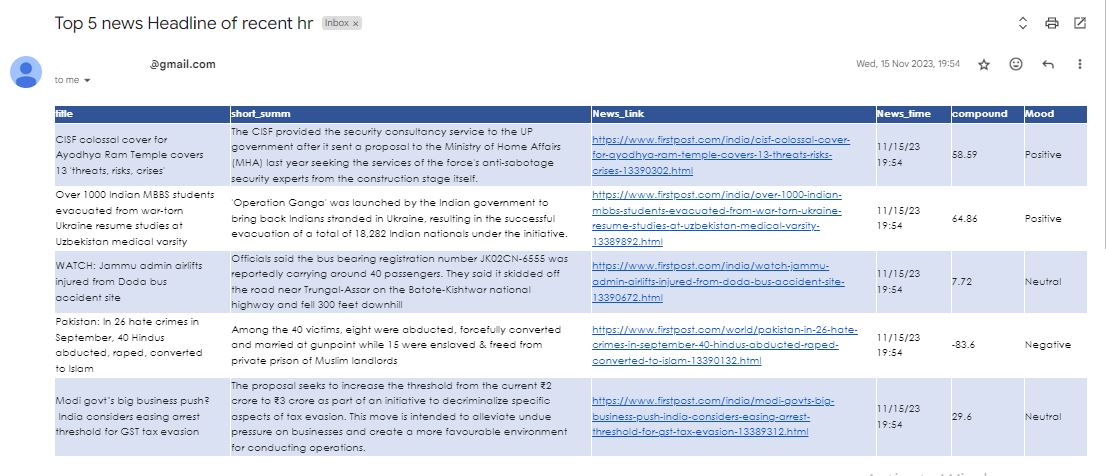 Top 5 news Headline of recent hr Inbox ×
@gmail.com
Wed, 15 Nov 2023, 19:54
to me
title short_summ News_Link News_time compound Mood
CISF colossal cover for
Ayodhya Ram Temple covers
13 'threats, risks, crises'
The CISF provided the security consultancy service to the UP
government after it sent a proposal to the Ministry of Home Affairs
(MHA) last year seeking the services of the force's anti-sabotage
security experts from the construction stage itself.
https://www.firstpost.com/india/cisf-colossal-cover-
for-ayodhya-ram-temple-covers-13-threats-risks-
crises-13390302.html
11/15/23
19:54
58.59
Positive
Over 1000 Indian MBBS students
evacuated from war-torn
Ukraine resume studies at
Uzbekistan medical varsity
'Operation Ganga' was launched by the Indian government to
bring back Indians stranded in Ukraine, resulting in the successful
evacuation of a total of 18,282 Indian nationals under the initiative.
https://www.firstpost.com/india/over-1000-indian-
mbbs-students-evacuated-from-war-torn-ukraine-
resume-studies-at-uzbekistan-medical-varsity-
13389892.html
11/15/23
19:54
64.86
Positive
WATCH: Jammu admin airlifts
injured from Doda bus
accident site
Officials said the bus bearing registration number JK02CN-6555 was
reportedly carrying around 40 passengers. They said it skidded off
the road near Trungal-Assar on the Batote-Kishtwar national
highway and fell 300 feet downhill
https://www.firstpost.com/india/watch-jammu-
admin-airlifts-injured-from-doda-bus-accident-site-
13390672.html
11/15/23
19:54
7.72
Neutral
Pakistan: In 26 hate crimes in
September, 40 Hindus
abducted, raped, converted
to Islam
Among the 40 victims, eight were abducted, forcefully converted
and married at gunpoint while 15 were enslaved & freed from
private prison of Muslim landlords
https://www.firstpost.com/world/pakistan-in-26-hate-
crimes-in-september-40-hindus-abducted-raped-
converted-to-islam-13390132.html
11/15/23
19:54
-83.6
Negative
Modi govt's big business push?
India considers easing arrest
threshold for GST tax evasion
The proposal seeks to increase the threshold from the current ₹2
crore to ₹3 crore as part of an initiative to decriminalize specific
aspects of tax evasion. This move is intended to alleviate undue
pressure on businesses and create a more favourable environment
for conducting operations.
https://www.firstpost.com/india/modi-govts-big-
business-push-india-considers-easing-arrest-
threshold-for-gst-tax-evasion-13389312.html
11/15/23
19:54
29.6
Neutral